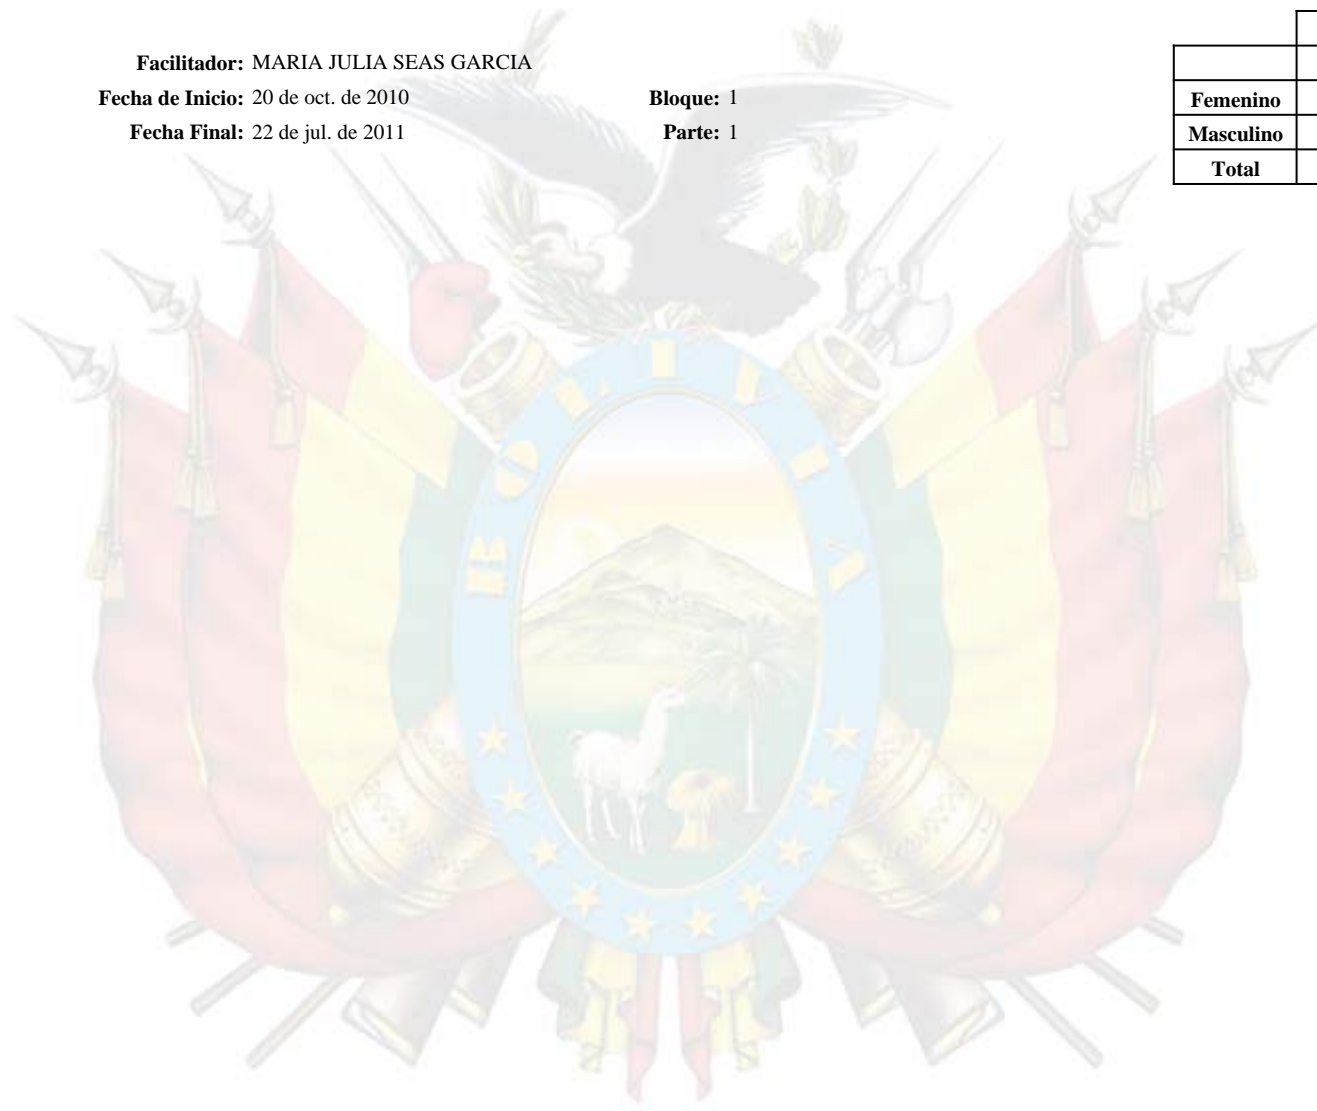 Facilitador: MARIA JULIA SEAS GARCIA
Fecha de Inicio: 20 de oct. de 2010 Bloque: 1
Fecha Final: 22 de jul. de 2011 Parte: 1
Femenino
Masculino
Total
BOLIVIA